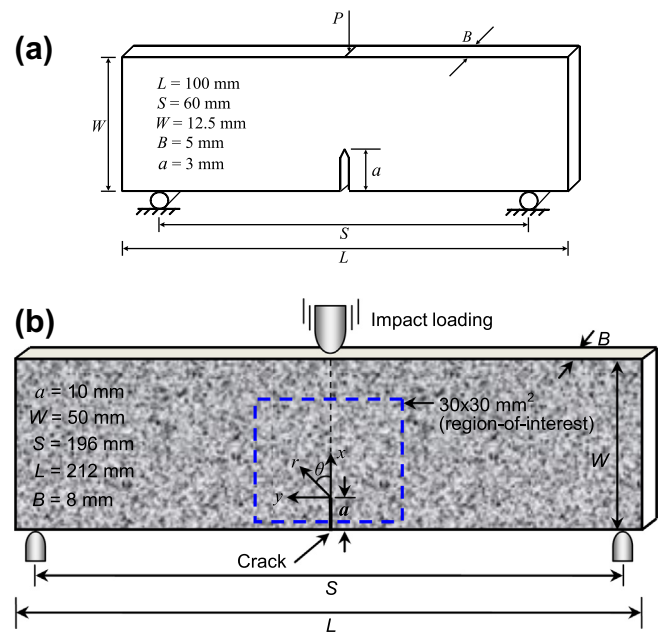 (a)
P
B
L = 100 mm
S = 60 mm
W = 12.5 mm
B = 5 mm
a = 3 mm
W
a
S
L
(b)
Impact loading
B
a = 10 mm
W = 50 mm
S = 196 mm
L = 212 mm
B = 8 mm
30x30 mm²
(region-of-interest)
W
x
r
θ
y
a
Crack
S
L